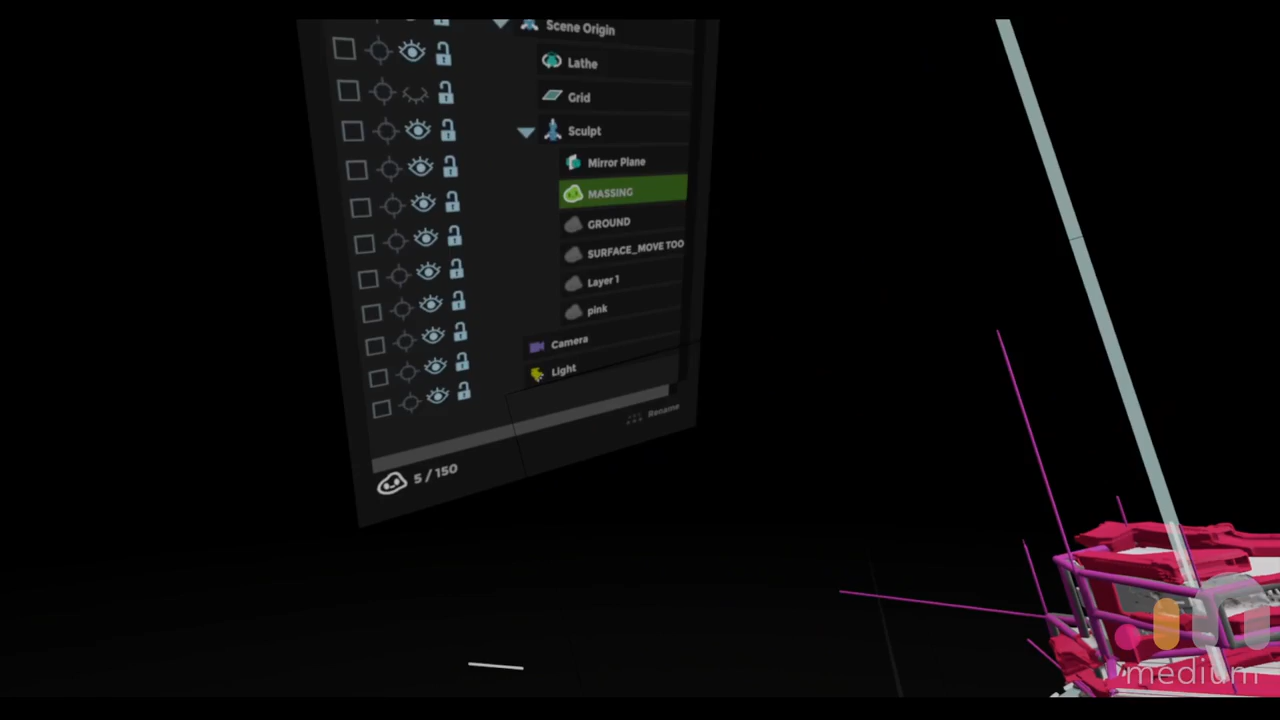 Scene Origin
Lathe
Grid
Sculpt
Mirror Plane
MASSING
GROUND
SURFACE_MOVE TOO
Layer 1
pink
Camera
Light
Rename
5 / 150
medium